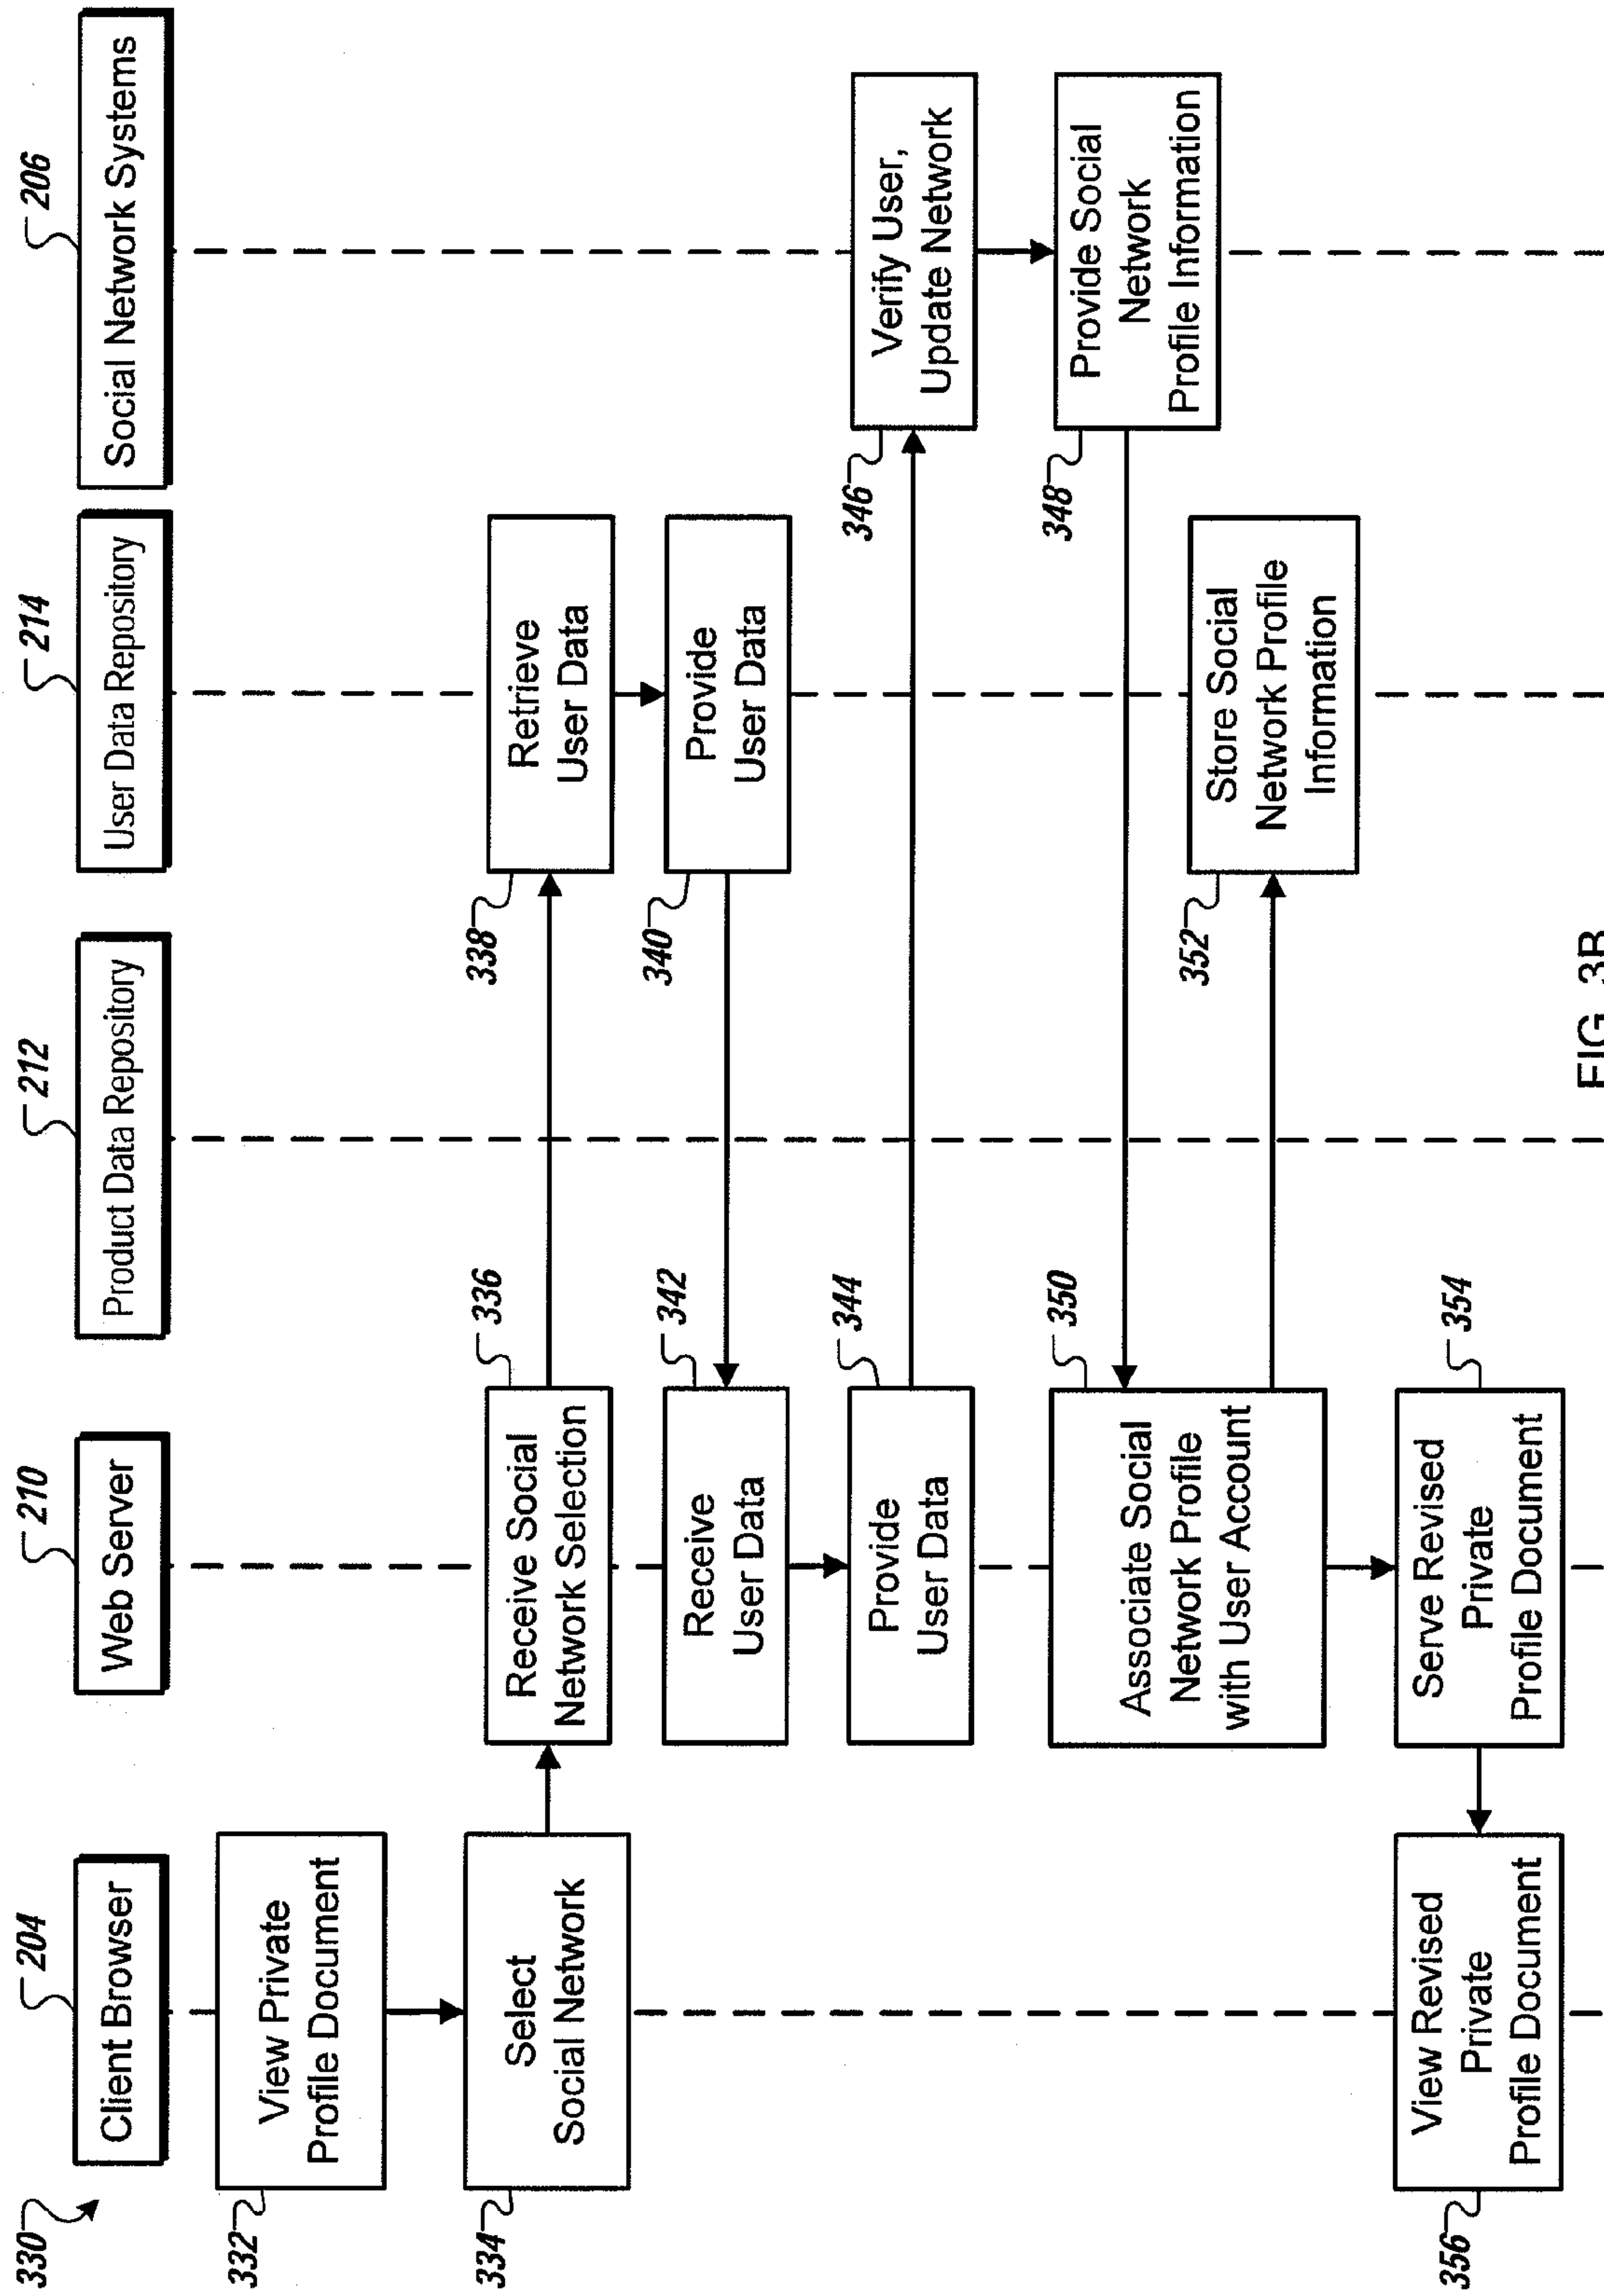 330
204
Client Browser
210
Web Server
212
Product Data Repository
214
User Data Repository
206
Social Network Systems
332
View Private
Profile Document
334
Select
Social Network
336
Receive Social
Network Selection
338
Retrieve
User Data
340
Provide
User Data
342
Receive
User Data
344
Provide
User Data
346
Verify User,
Update Network
348
Provide Social
Network
Profile Information
350
Associate Social
Network Profile
with User Account
352
Store Social
Network Profile
Information
354
Serve Revised
Private
Profile Document
356
View Revised
Private
Profile Document
FIG. 3B